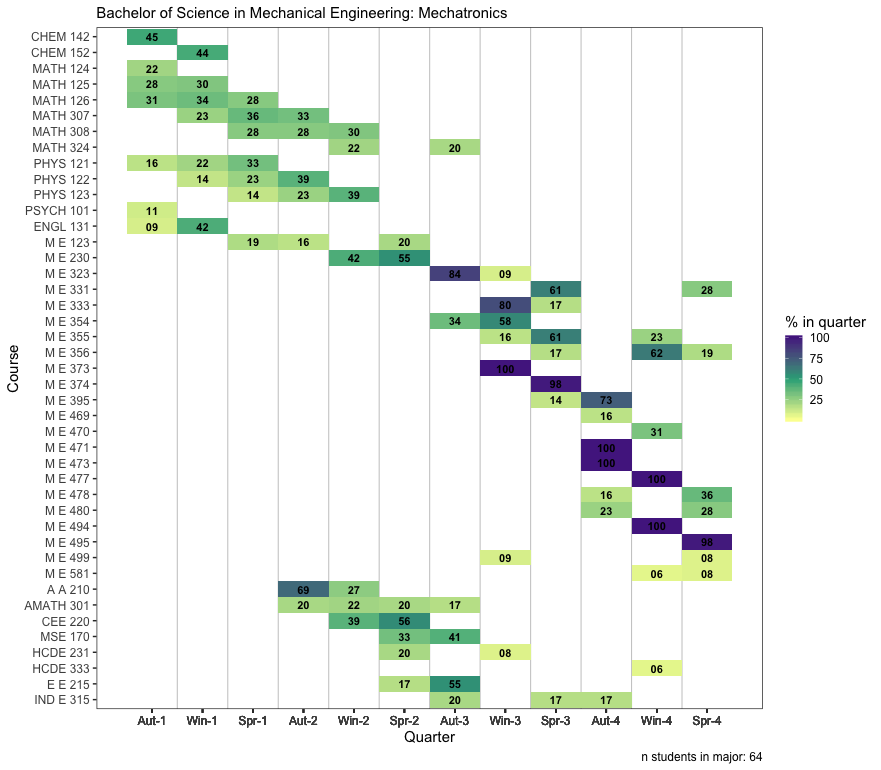 Bachelor of Science in Mechanical Engineering: Mechatronics
CHEM 142 45
CHEM 152 44
MATH 124 22
MATH 125 28 30
MATH 126 31 34 28
MATH 307 23 36 33
MATH 308 28 28 30
MATH 324 22 20
PHYS 121 16 22 33
PHYS 122 14 23 39
PHYS 123 14 23 39
PSYCH 101 11
ENGL 131 09 42
M E 123 19 16 20
M E 230 42 55
M E 323 84 09
M E 331 61 28
M E 333 80 17
M E 354 34 58
M E 355 16 61 23
M E 356 17 62 19
M E 373 100
M E 374 98
M E 395 14 73
M E 469 16
M E 470 31
M E 471 100
M E 473 100
M E 477 100
M E 478 16 36
M E 480 23 28
M E 494 100
M E 495 98
M E 499 09 08
M E 581 06 08
A A 210 69 27
AMATH 301 20 22 20 17
CEE 220 39 56
MSE 170 33 41
HCDE 231 20 08
HCDE 333 06
E E 215 17 55
IND E 315 20 17 17
Aut-1 Win-1 Spr-1 Aut-2 Win-2 Spr-2 Aut-3 Win-3 Spr-3 Aut-4 Win-4 Spr-4
Quarter
Course
% in quarter
100
75
50
25
n students in major: 64